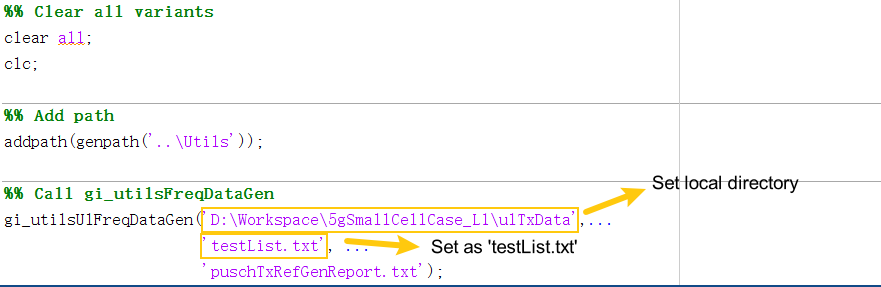 %% Clear all variants
clear all;
clc;
%% Add path
addpath(genpath('..\Utils'));
%% Call gi_utilsFreqDataGen
gi_utilsUlFreqDataGen('D:\Workspace\5gSmallCellCase_L1\ulTxData',...
Set local directory
'testList.txt', ...
Set as 'testList.txt'
'puschTxRefGenReport.txt');